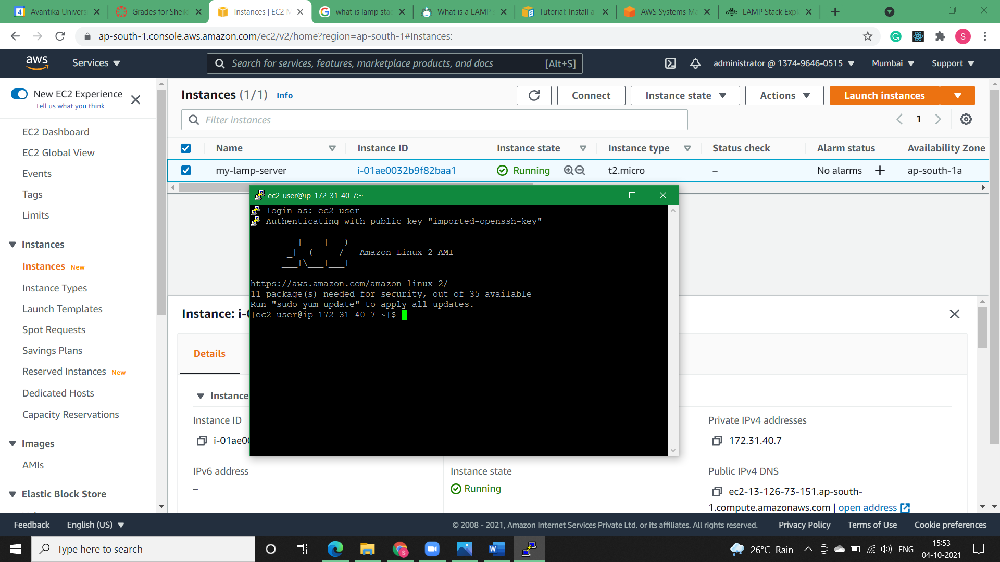 Avantika Univers
Grades for Sheikh
Instances | EC2 M
what is lamp stac
What is a LAMP s
Tutorial: Install a
AWS Systems Ma
LAMP Stack Expl
ap-south-1.console.aws.amazon.com/ec2/v2/home?region=ap-south-1#Instances:
S
aws
Services
Search for services, features, marketplace products, and docs
[Alt+S]
administrator @ 1374-9646-0515
Mumbai
Support
New EC2 Experience
Tell us what you think
EC2 Dashboard
EC2 Global View
Events
Tags
Limits
Instances
Instances New
Instance Types
Launch Templates
Spot Requests
Savings Plans
Reserved Instances New
Dedicated Hosts
Capacity Reservations
Images
AMIs
Elastic Block Store
Instances (1/1) Info
Connect
Instance state
Actions
Launch instances
Filter instances
1
Name
Instance ID
Instance state
Instance type
Status check
Alarm status
Availability Zone
my-lamp-server
i-01ae0032b9f82baa1
Running
t2.micro
–
No alarms
ap-south-1a
ec2-user@ip-172-31-40-7:~
login as: ec2-user
Authenticating with public key "imported-openssh-key"
__|  __|_  )
_|  (     /   Amazon Linux 2 AMI
___|\___|___|
https://aws.amazon.com/amazon-linux-2/
11 package(s) needed for security, out of 35 available
Run "sudo yum update" to apply all updates.
[ec2-user@ip-172-31-40-7 ~]$
Instance: i-0
Details
Instance
Instance ID
i-01ae00
Private IPv4 addresses
172.31.40.7
IPv6 address
–
Instance state
Running
Public IPv4 DNS
ec2-13-126-73-151.ap-south-
1.compute.amazonaws.com | open address
Feedback
English (US)
© 2008 - 2021, Amazon Internet Services Private Ltd. or its affiliates. All rights reserved.
Privacy Policy
Terms of Use
Cookie preferences
Type here to search
26°C Rain
ENG
15:53
04-10-2021